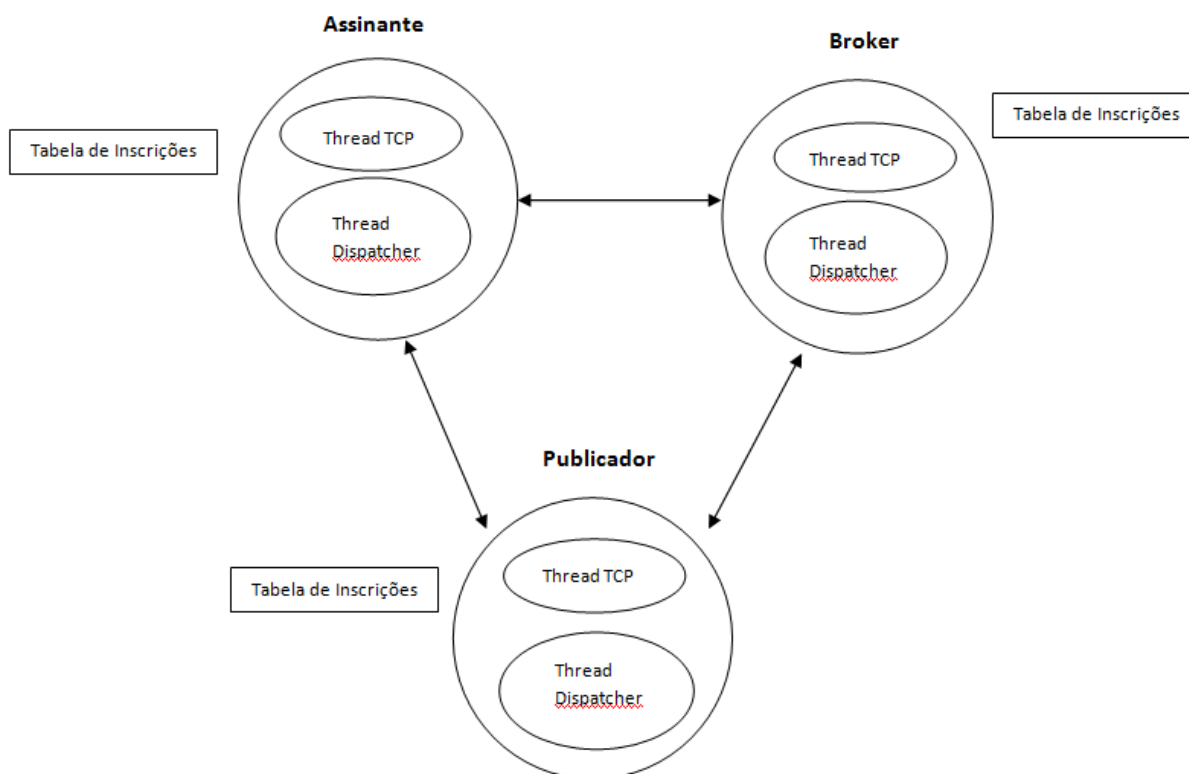 Assinante
Broker
Tabela de Inscrições
Thread TCP
Thread
Dispatcher
Tabela de Inscrições
Thread TCP
Thread
Dispatcher
Publicador
Tabela de Inscrições
Thread TCP
Thread
Dispatcher